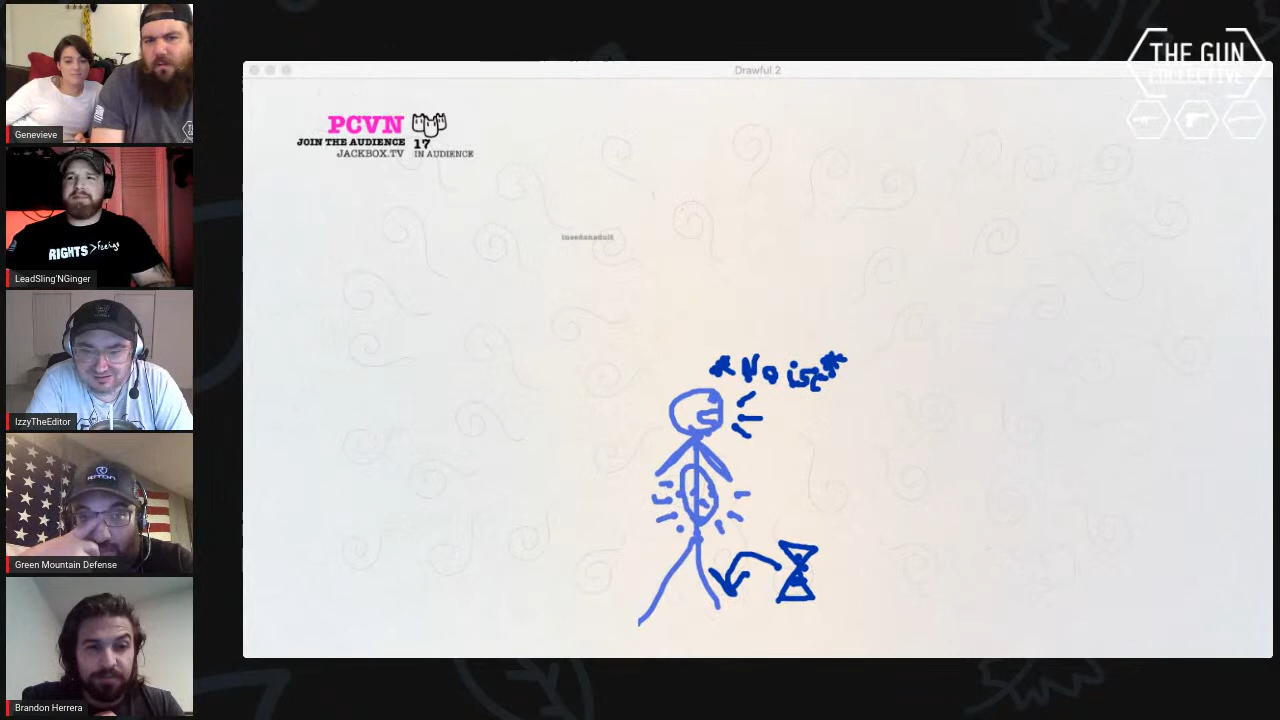 Genevieve
RIGHTS > feelings
LeadSling'NGinger
IzzyTheEditor
Green Mountain Defense
Brandon Herrera
Drawful 2
PCVN
JOIN THE AUDIENCE
JACKBOX.TV
17
IN AUDIENCE
ineedanadult
*Noise*
THE GUN
COLLECTIVE